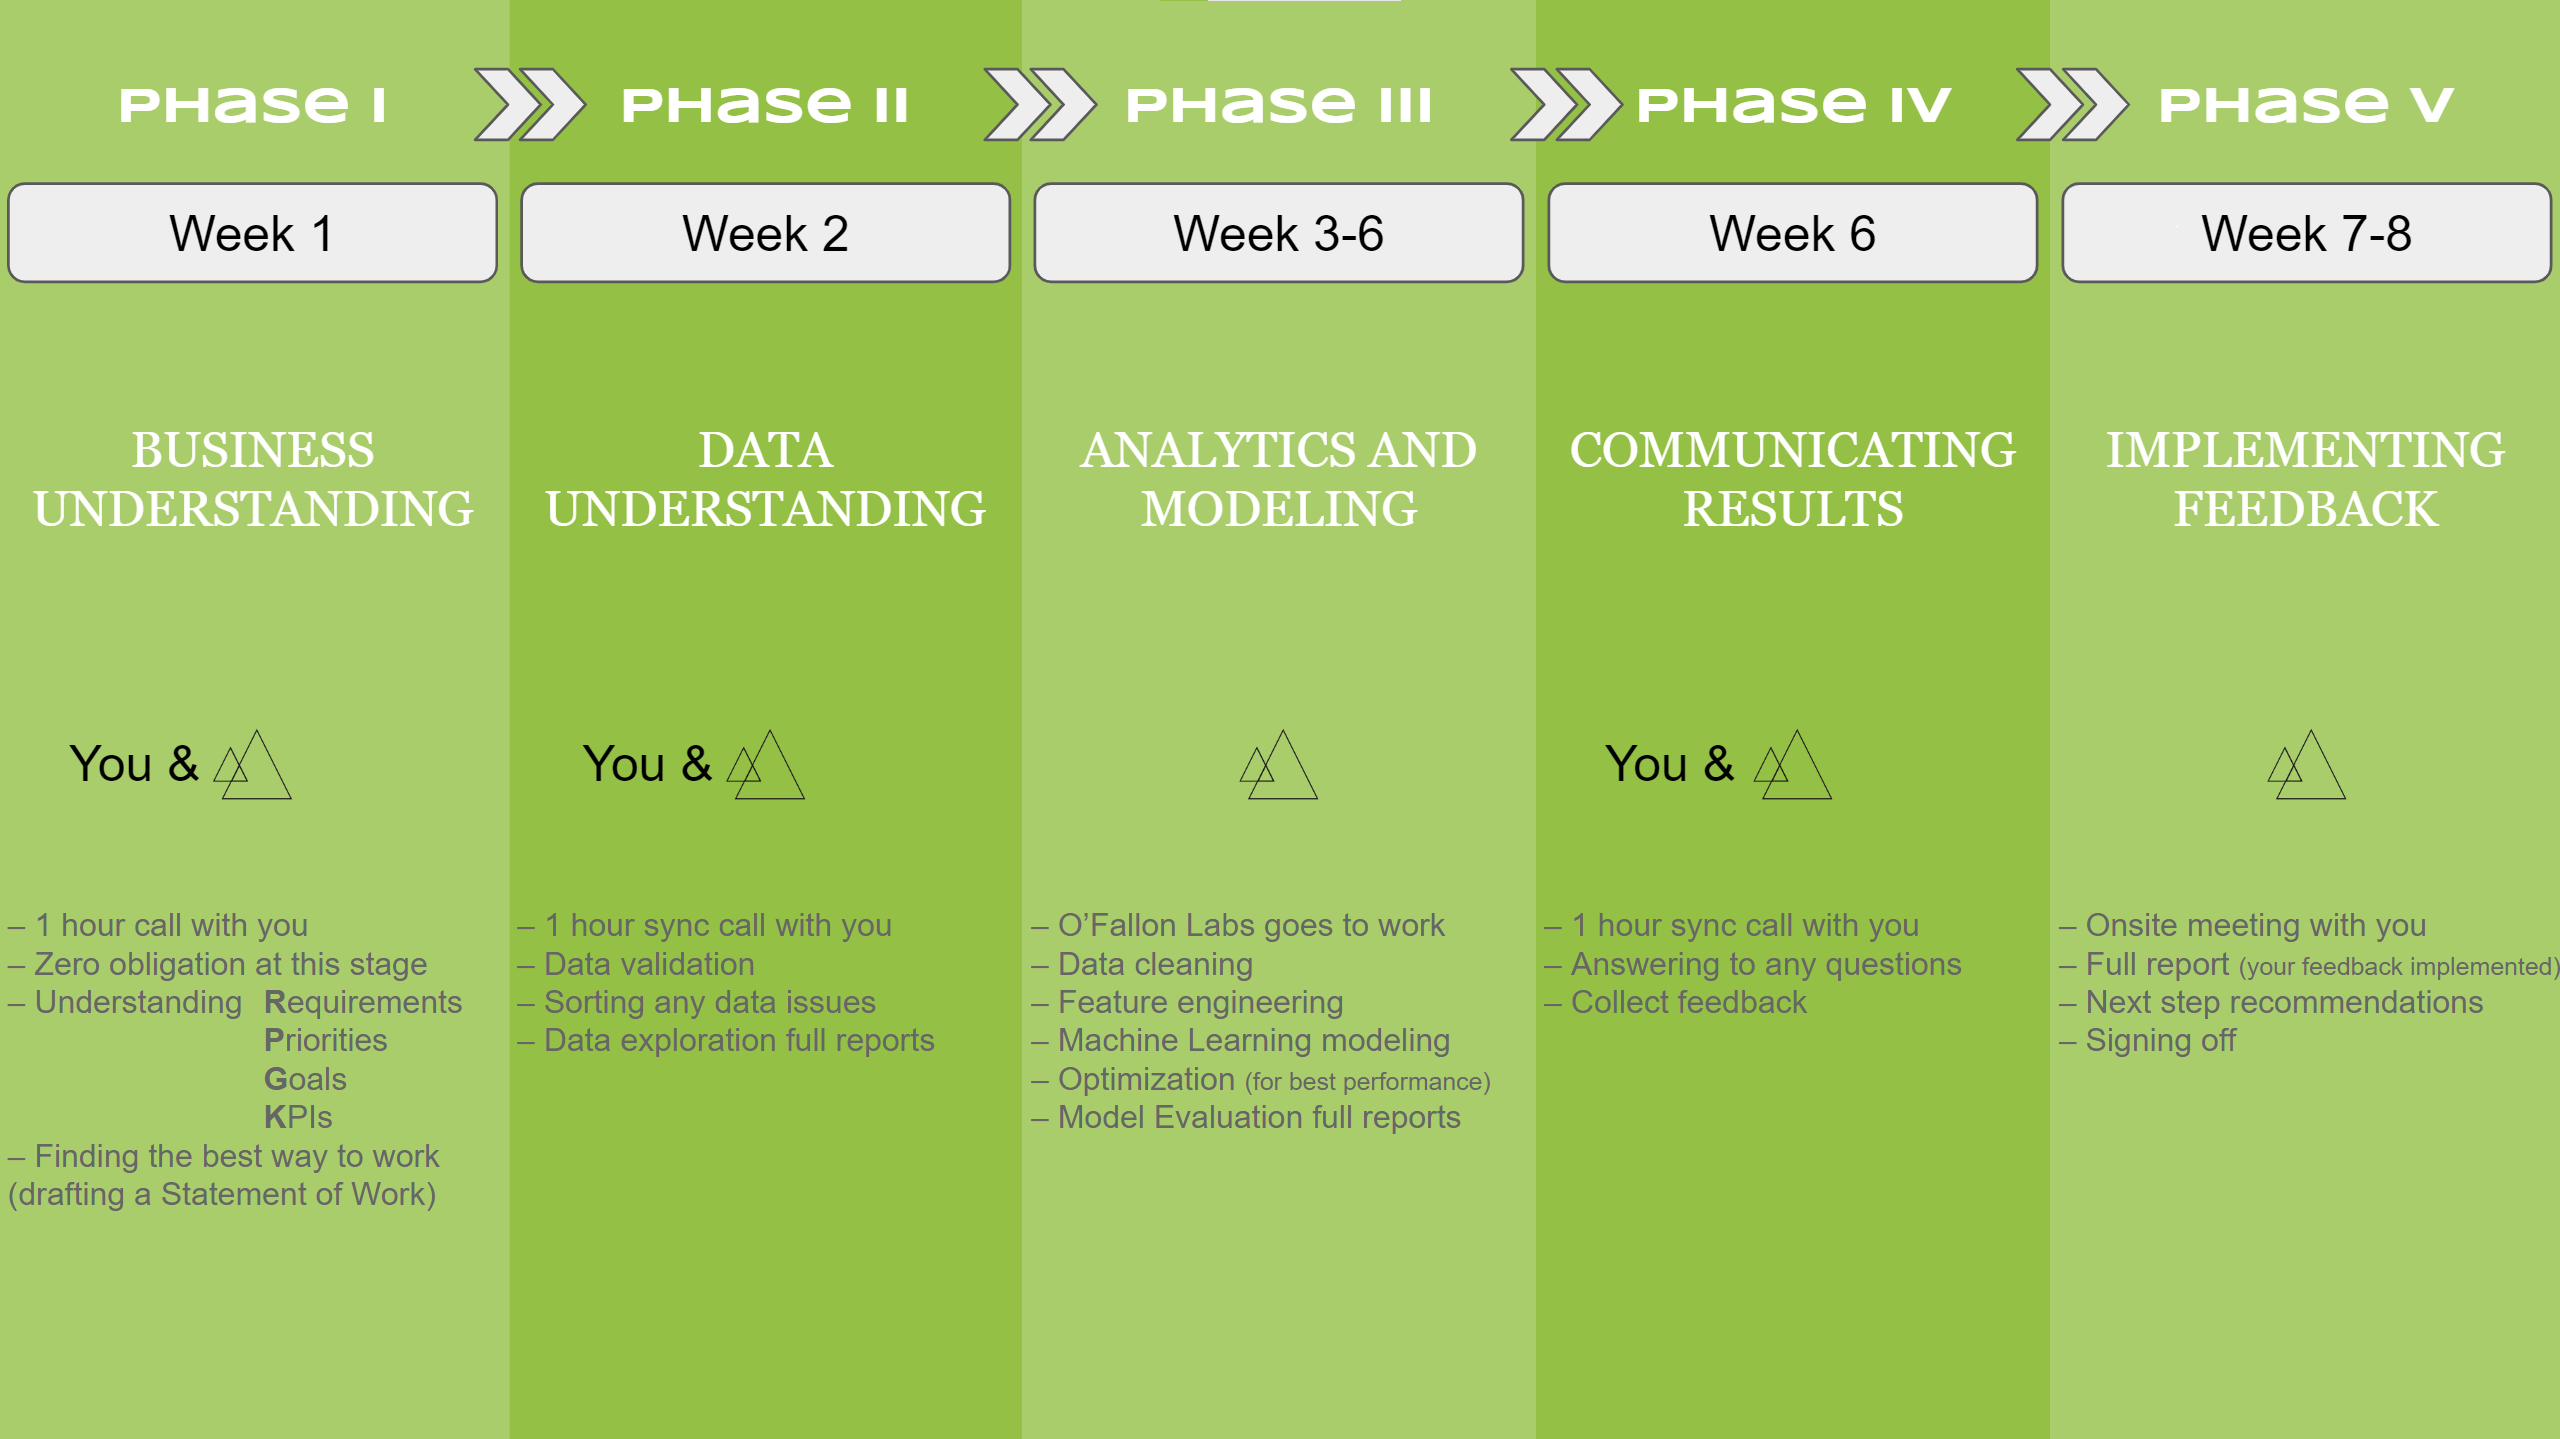 Phase I
Week 1
BUSINESS
UNDERSTANDING
You &
– 1 hour call with you
– Zero obligation at this stage
– Understanding Requirements
Priorities
Goals
KPIs
– Finding the best way to work
(drafting a Statement of Work)
Phase II
Week 2
DATA
UNDERSTANDING
You &
– 1 hour sync call with you
– Data validation
– Sorting any data issues
– Data exploration full reports
Phase III
Week 3-6
ANALYTICS AND
MODELING
– O’Fallon Labs goes to work
– Data cleaning
– Feature engineering
– Machine Learning modeling
– Optimization (for best performance)
– Model Evaluation full reports
Phase IV
Week 6
COMMUNICATING
RESULTS
You &
– 1 hour sync call with you
– Answering to any questions
– Collect feedback
Phase V
Week 7-8
IMPLEMENTING
FEEDBACK
– Onsite meeting with you
– Full report (your feedback implemented)
– Next step recommendations
– Signing off